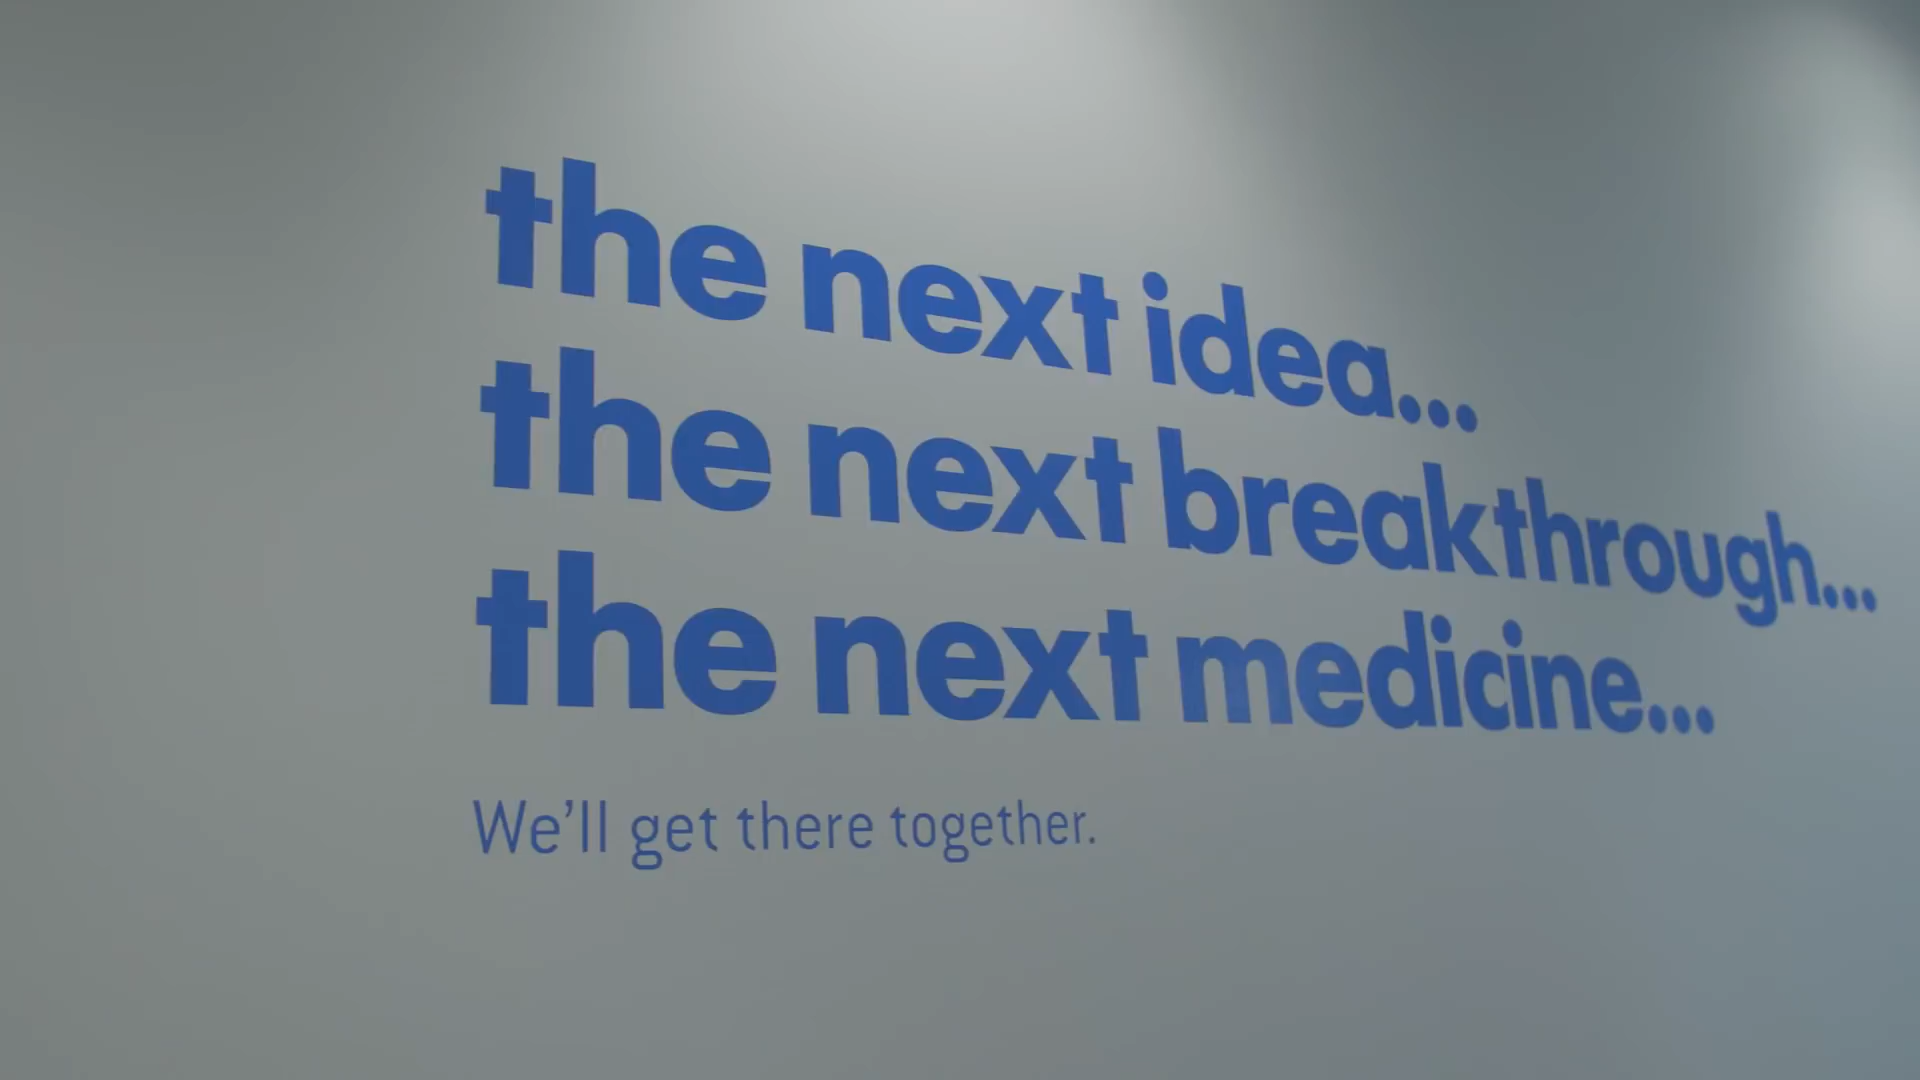 the next idea...
the next breakthrough...
the next medicine...
We'll get there together.